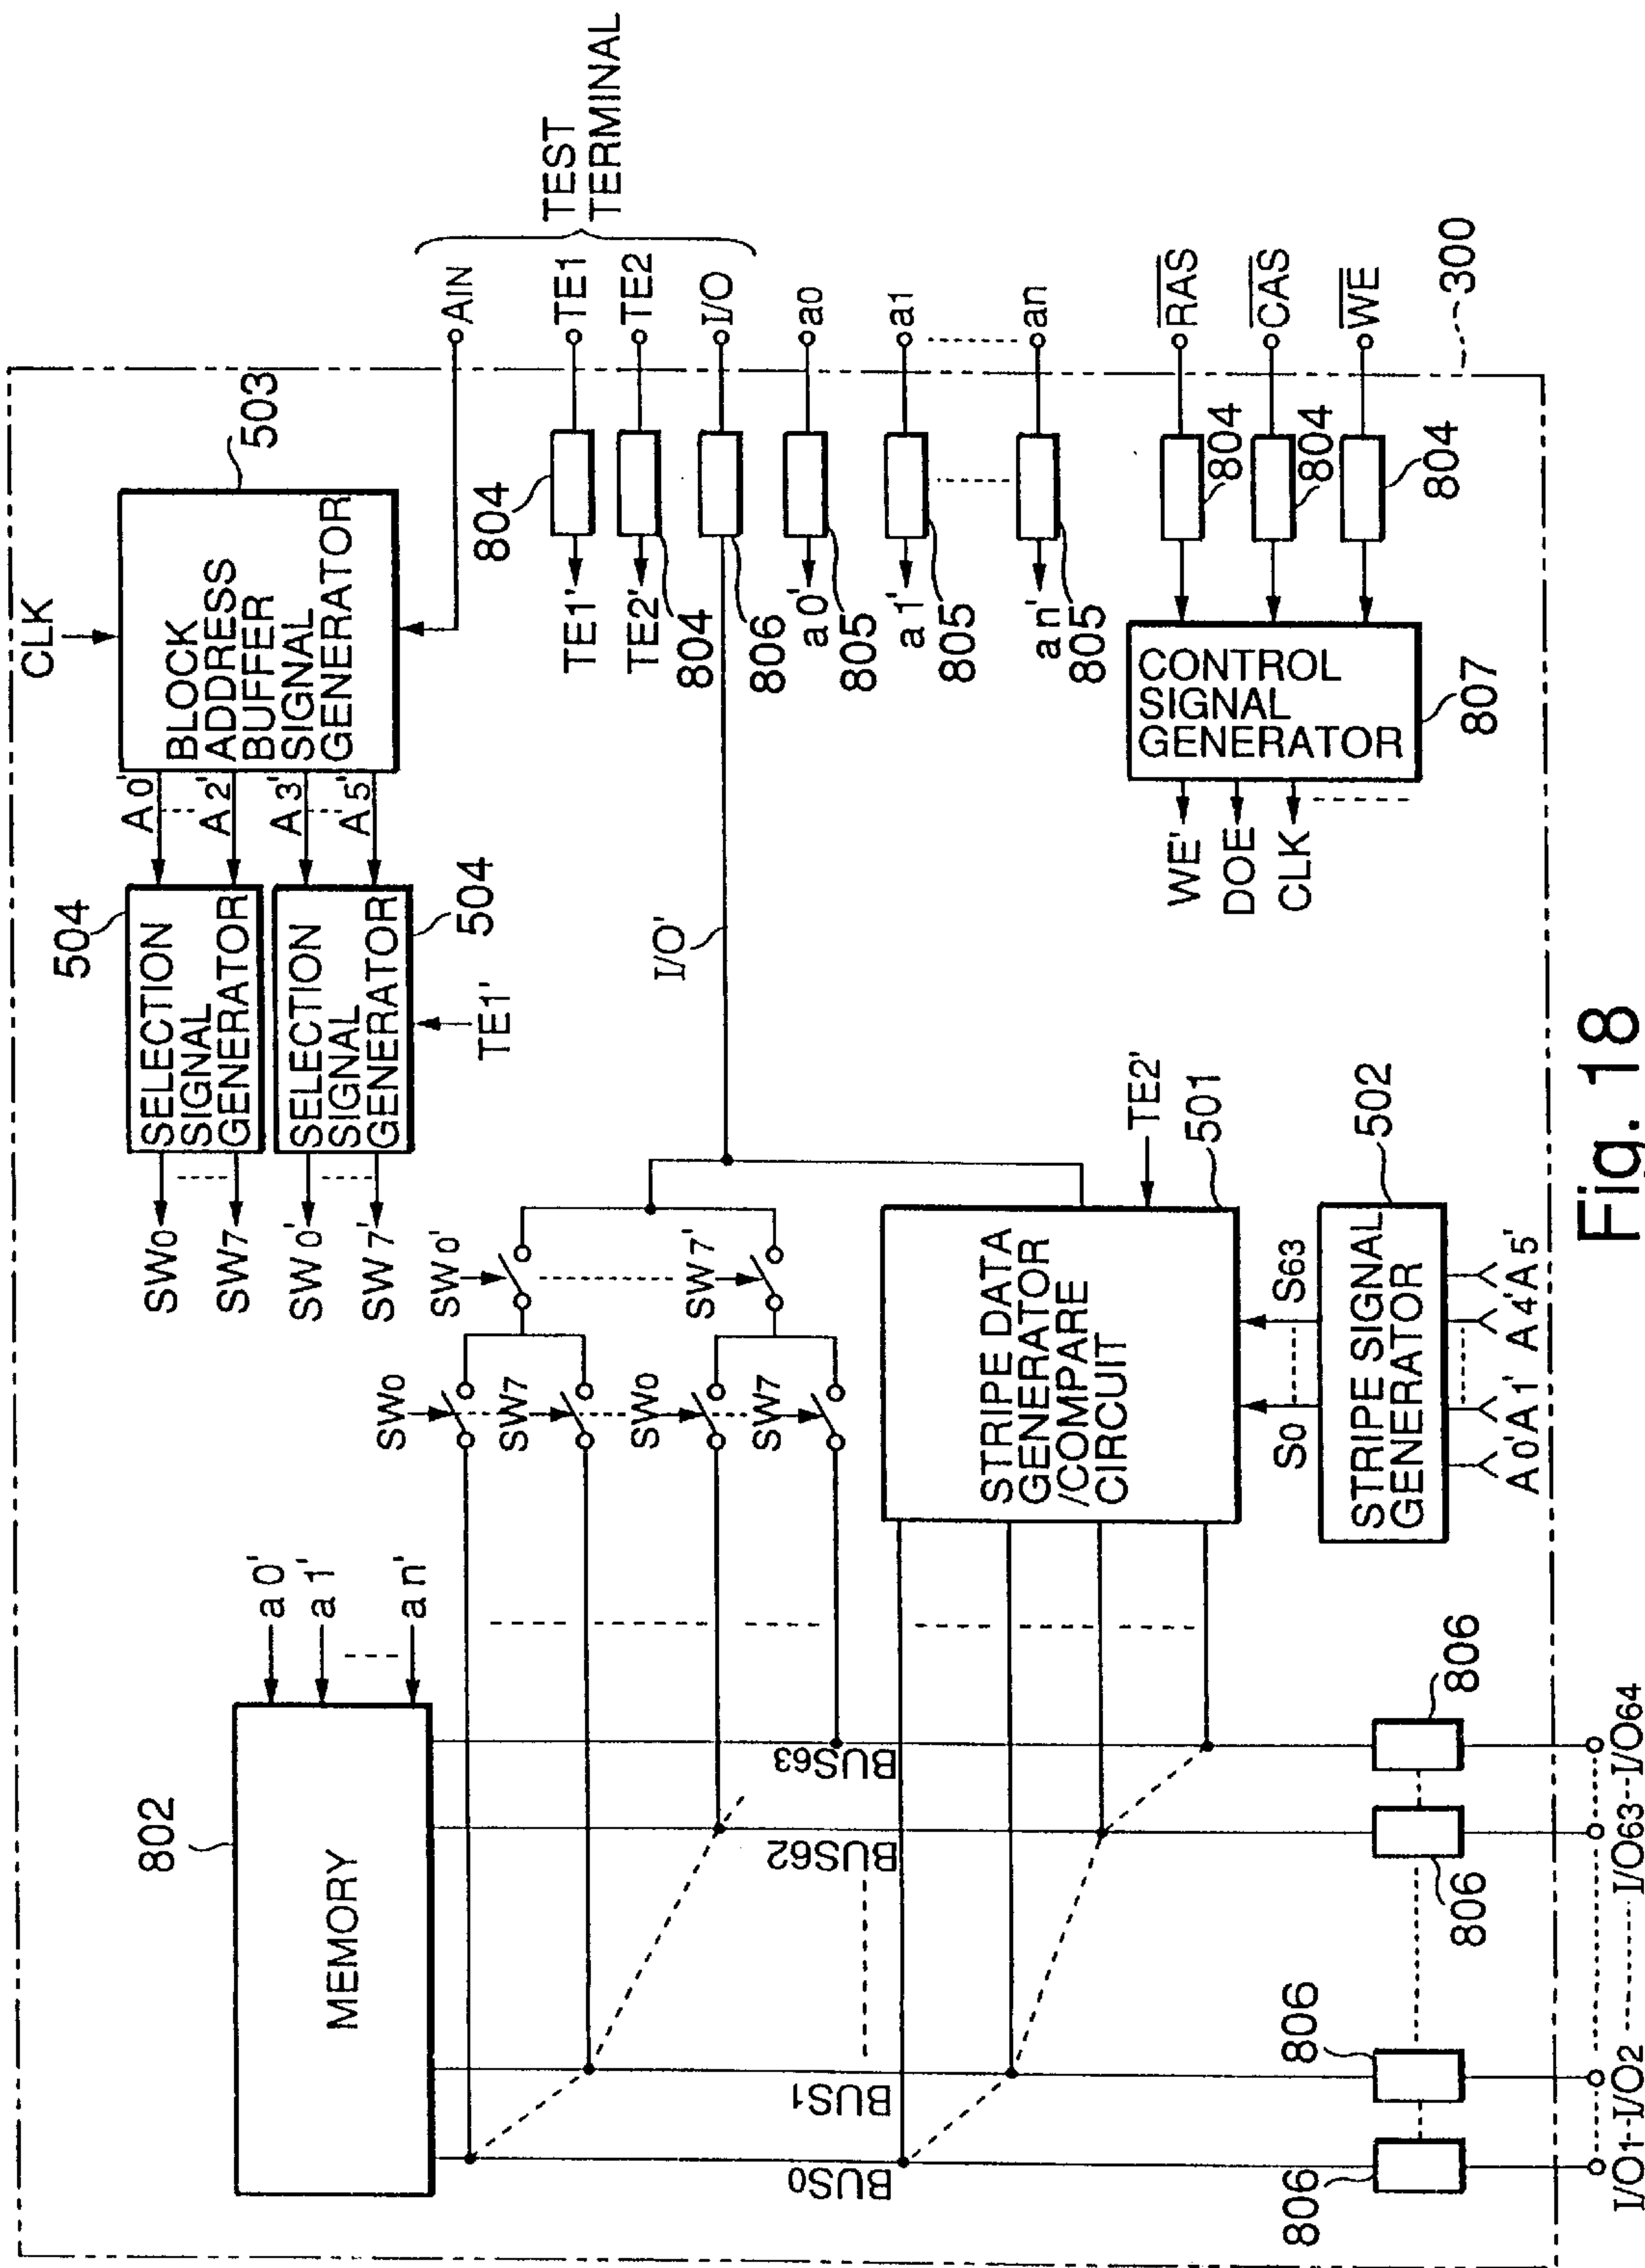 CLK
BLOCK
ADDRESS
BUFFER
SIGNAL
GENERATOR
503
A0'
A2'
A3'
A5'
504
SELECTION
SIGNAL
GENERATOR
SELECTION
SIGNAL
GENERATOR
504
TE1'
SW0
SW7
SW0'
SW7'
AIN
TE1
TE2
I/O
TEST
TERMINAL
a0
a1
an
RAS
CAS
WE
300
804
TE1'
TE2'
804
806
a0'
805
a1'
805
an'
805
804
804
804
CONTROL
SIGNAL
GENERATOR
807
WE'
DOE
CLK
I/O'
SW0'
SW7'
SW0
SW7
SW0
SW7
802
MEMORY
a0'
a1'
an'
STRIPE DATA
GENERATOR
/COMPARE
CIRCUIT
TE2'
501
S0
S63
502
STRIPE SIGNAL
GENERATOR
A0'A1' A4'A5'
BUS0
BUS1
BUS62
BUS63
806
806
806
806
I/O1--I/O2 I/O63--I/O64
Fig. 18